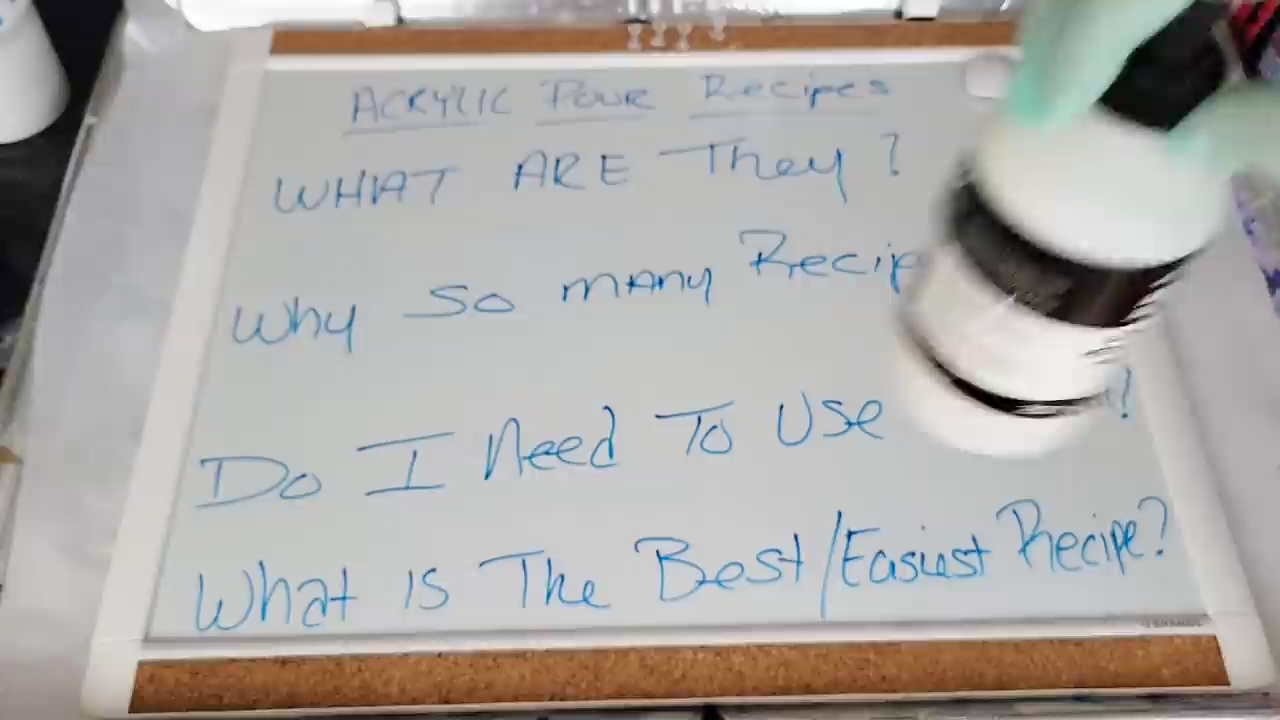 ACRYLIC POUR Recipes
WHAT ARE They?
Why So MANY Recip
Do I Need To Use !
What IS The Best/Easiest Recipe?